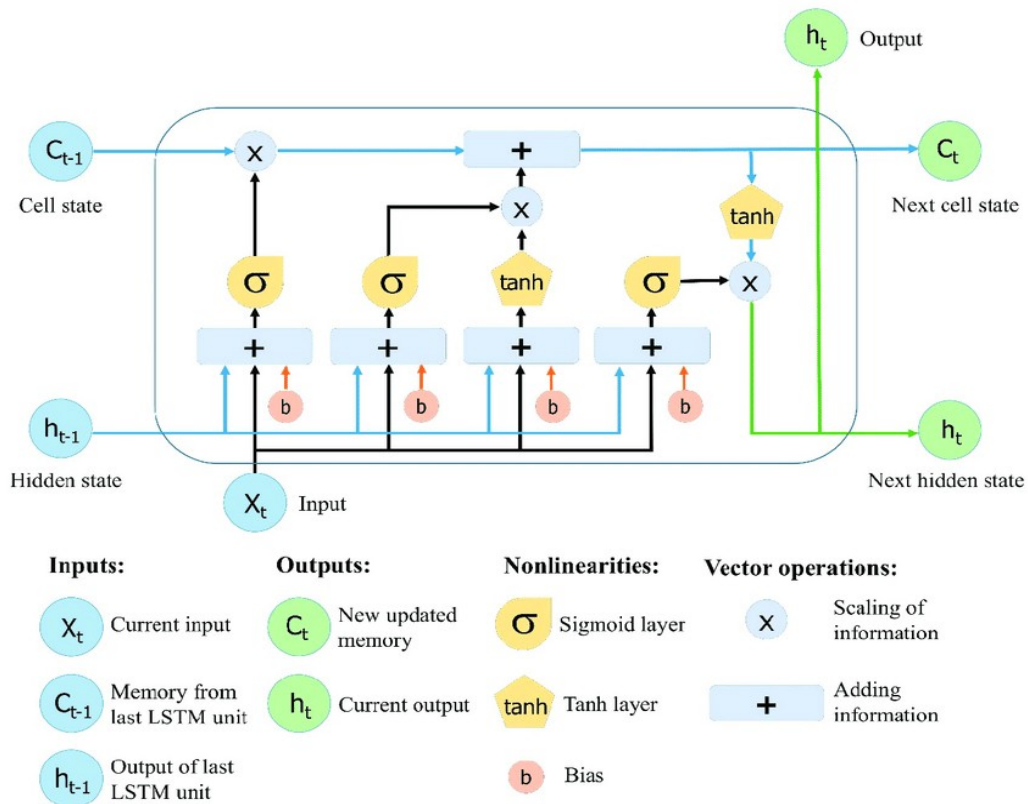 hₜ Output
Cₜ₋₁ x + Cₜ
Cell state Next cell state
x tanh
σ σ tanh σ x
+ + + +
b b b b
hₜ₋₁ hₜ
Hidden state Next hidden state
Xₜ Input
Inputs: Outputs: Nonlinearities: Vector operations:
Xₜ Current input
Cₜ₋₁ Memory from
last LSTM unit
hₜ₋₁ Output of last
LSTM unit
Cₜ New updated
memory
hₜ Current output
σ Sigmoid layer
tanh Tanh layer
b Bias
x Scaling of
information
+ Adding
information